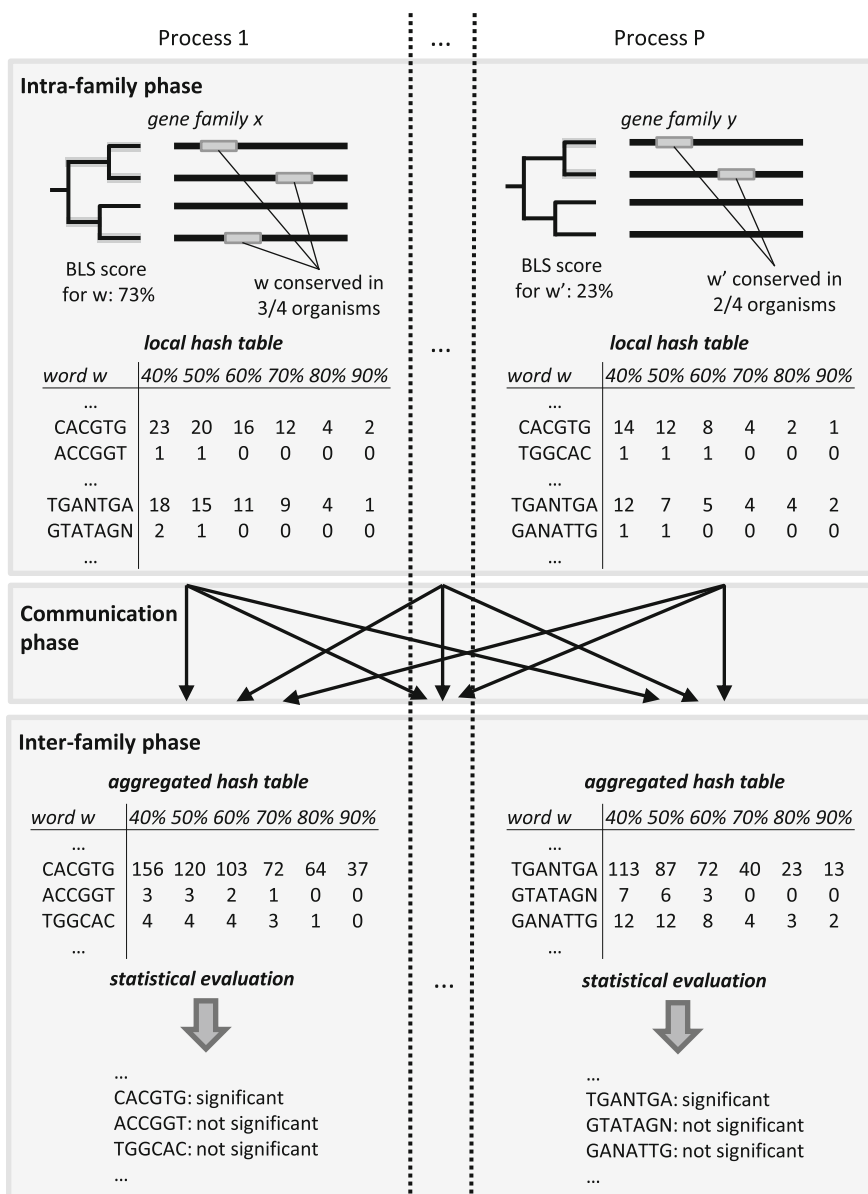 Process 1
...
Process P
Intra-family phase
gene family x
BLS score
for w: 73%
w conserved in
3/4 organisms
gene family y
BLS score
for w’: 23%
w’ conserved in
2/4 organisms
...
local hash table
word w 40% 50% 60% 70% 80% 90%
...
CACGTG 23 20 16 12 4 2
ACCGGT 1 1 0 0 0 0
...
TGANTGA 18 15 11 9 4 1
GTATAGN 2 1 0 0 0 0
...
local hash table
word w 40% 50% 60% 70% 80% 90%
...
CACGTG 14 12 8 4 2 1
TGGCAC 1 1 1 0 0 0
...
TGANTGA 12 7 5 4 4 2
GANATTG 1 1 0 0 0 0
...
Communication
phase
Inter-family phase
aggregated hash table
word w 40% 50% 60% 70% 80% 90%
...
CACGTG 156 120 103 72 64 37
ACCGGT 3 3 2 1 0 0
TGGCAC 4 4 4 3 1 0
...
statistical evaluation
...
CACGTG: significant
ACCGGT: not significant
TGGCAC: not significant
...
...
aggregated hash table
word w 40% 50% 60% 70% 80% 90%
...
TGANTGA 113 87 72 40 23 13
GTATAGN 7 6 3 0 0 0
GANATTG 12 12 8 4 3 2
...
statistical evaluation
...
TGANTGA: significant
GTATAGN: not significant
GANATTG: not significant
...